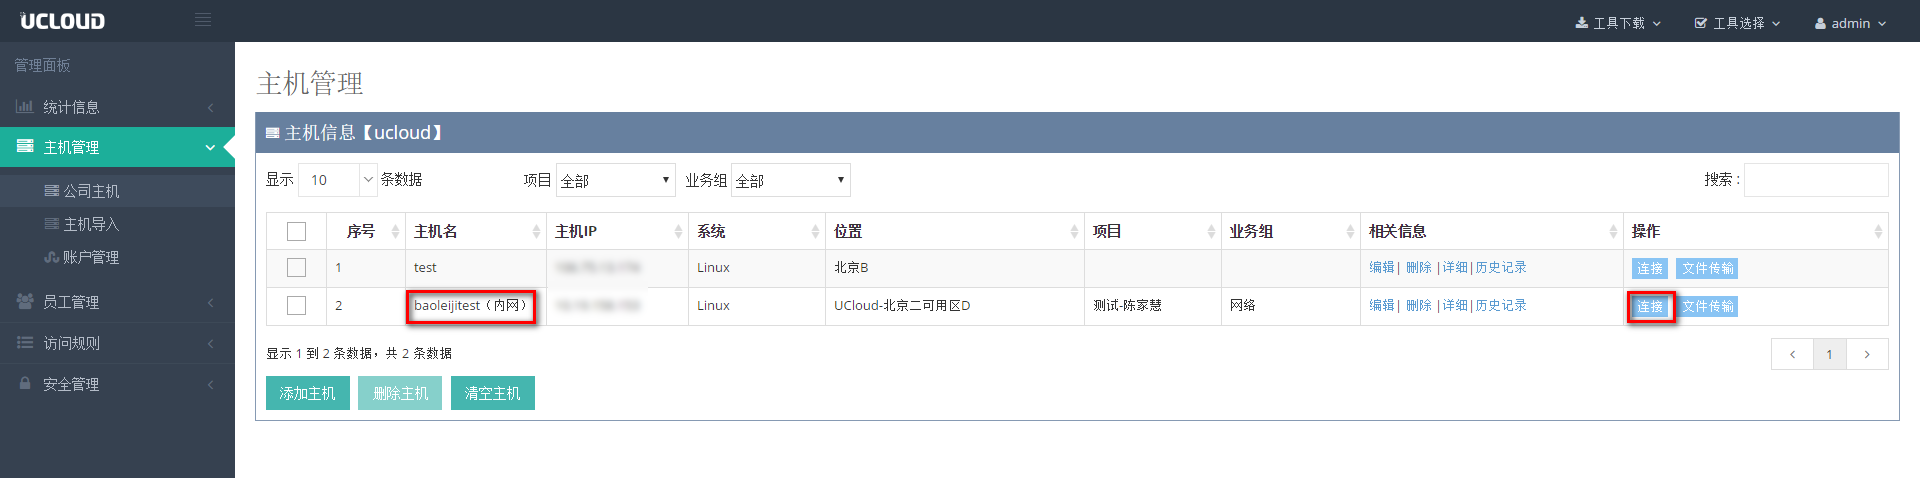 UCLOUD
工具下载
工具选择
admin
管理面板
统计信息
主机管理
公司主机
主机导入
账户管理
员工管理
访问规则
安全管理
主机管理
主机信息【ucloud】
显示 10 条数据 项目 全部 业务组 全部 搜索 :
序号 主机名 主机IP 系统 位置 项目 业务组 相关信息 操作
1 test Linux 北京B 编辑| 删除 |详细|历史记录 连接 文件传输
2 baoleijitest（内网） Linux UCloud-北京二可用区D 测试-陈家慧 网络 编辑| 删除 |详细|历史记录 连接 文件传输
显示 1 到 2 条数据，共 2 条数据
< 1 >
添加主机 删除主机 清空主机